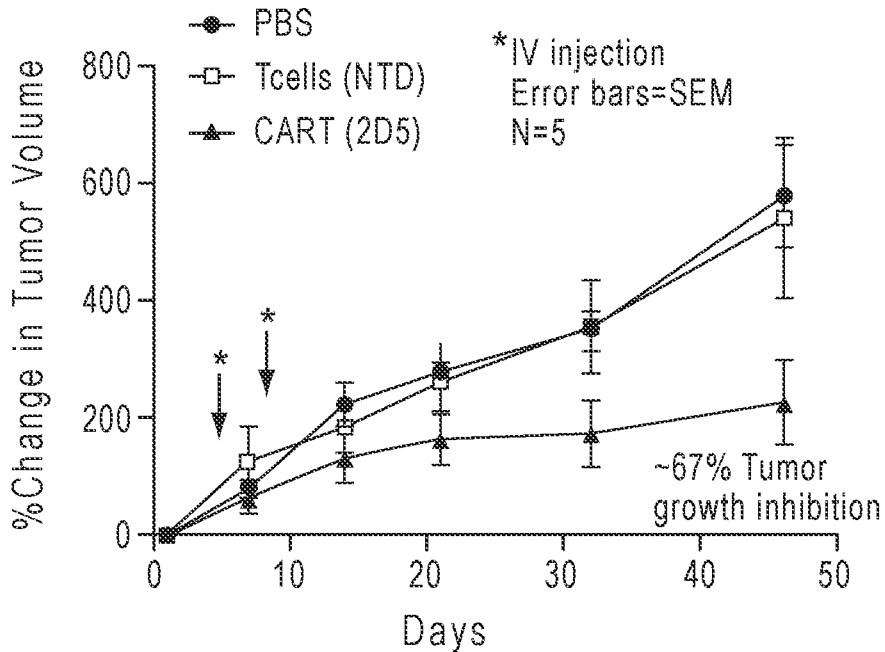 PBS
Tcells (NTD)
CART (2D5)
*IV injection
Error bars=SEM
N=5
%Change in Tumor Volume
800
600
400
200
0
*
*
~67% Tumor
growth inhibition
0 10 20 30 40 50
Days